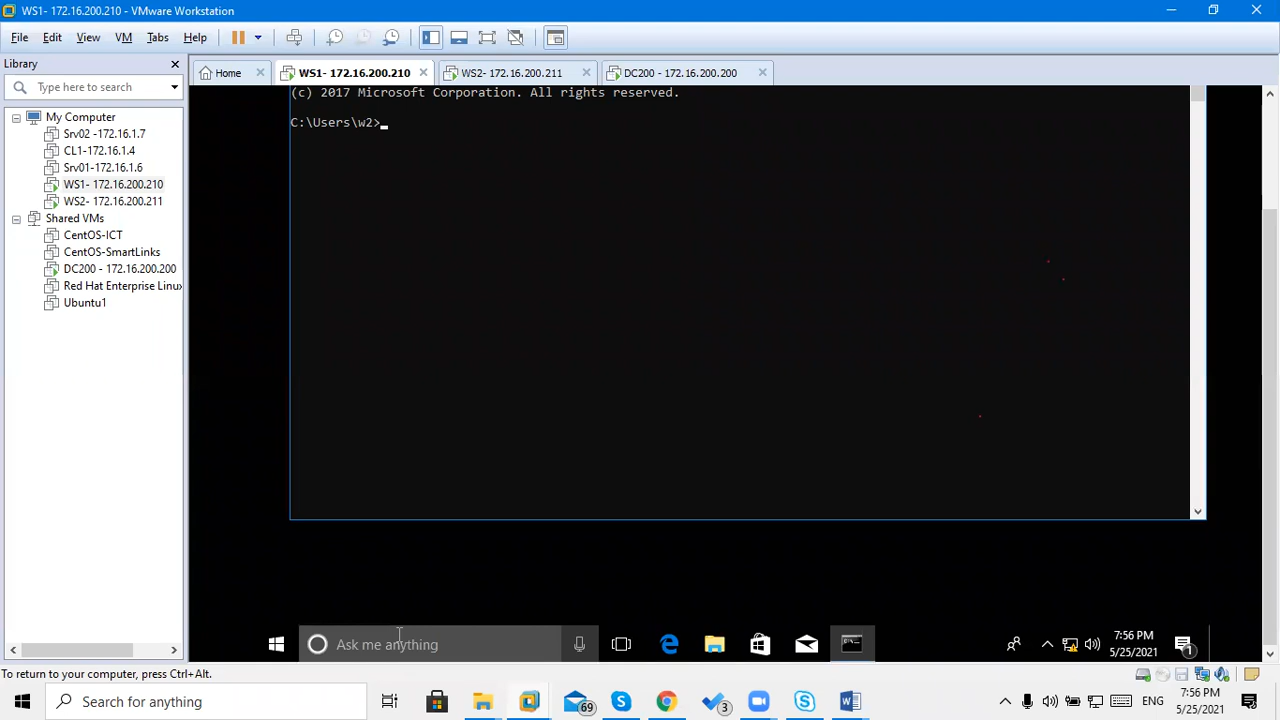 WS1- 172.16.200.210 - VMware Workstation
File Edit View VM Tabs Help
Library
Type here to search
Home
WS1- 172.16.200.210
WS2- 172.16.200.211
DC200 - 172.16.200.200
My Computer
Srv02 -172.16.1.7
CL1-172.16.1.4
Srv01-172.16.1.6
WS1- 172.16.200.210
WS2- 172.16.200.211
Shared VMs
CentOS-ICT
CentOS-SmartLinks
DC200 - 172.16.200.200
Red Hat Enterprise Linux
Ubuntu1
(c) 2017 Microsoft Corporation. All rights reserved.
C:\Users\w2>
Ask me anything
7:56 PM
5/25/2021
1
To return to your computer, press Ctrl+Alt.
Search for anything
69
3
ENG
7:56 PM
5/25/2021